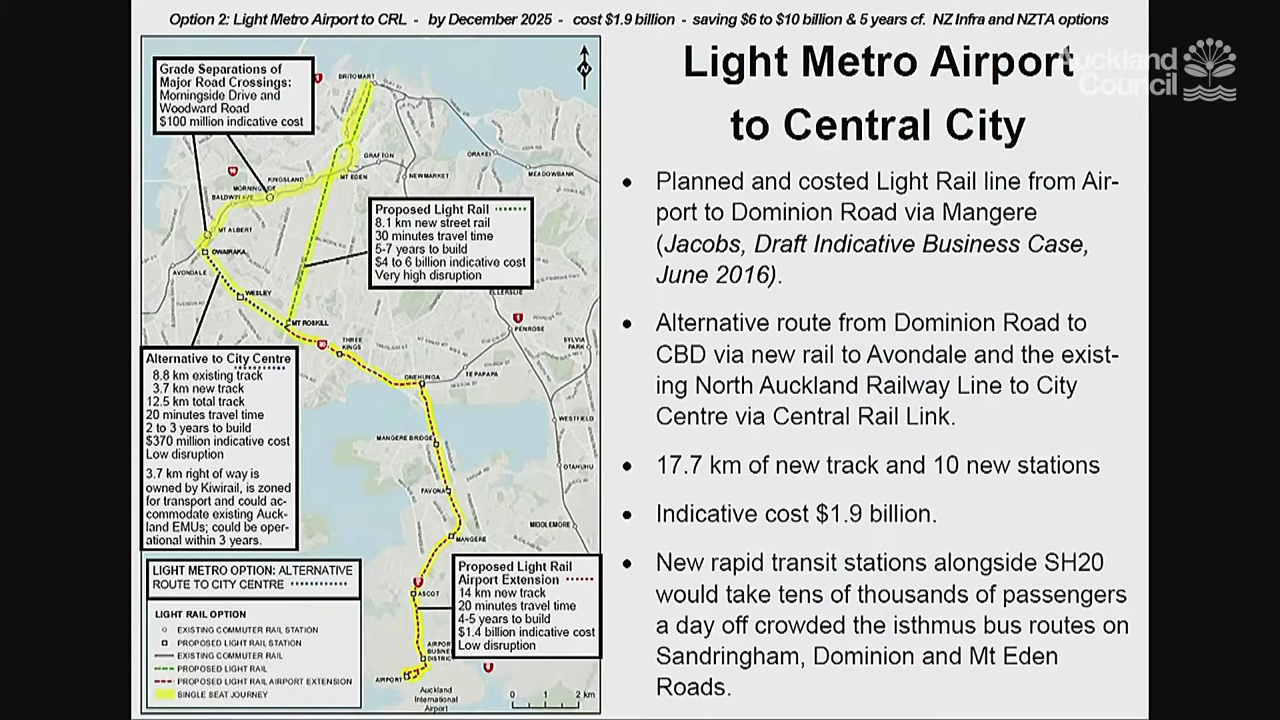 Option 2: Light Metro Airport to CRL - by December 2025 - cost $1.9 billion - saving $6 to $10 billion & 5 years cf. NZ Infra and NZTA options
Grade Separations of
Major Road Crossings:
Morningside Drive and
Woodward Road
$100 million indicative cost
BRITOMART
GRAFTON
ORAKEI
MEADOWBANK
NEWMARKET
MT EDEN
KINGSLAND
MORNINGSIDE
BALDWIN AVE
MT ALBERT
OWAIRAKA
AVONDALE
WESLEY
MT ROSKILL
THREE
KINGS
Proposed Light Rail
8.1 km new street rail
30 minutes travel time
5-7 years to build
$4 to 6 billion indicative cost
Very high disruption
ELLERSLIE
PENROSE
SYLVIA
PARK
TE PAPAPA
ONEHUNGA
WESTFIELD
MANGERE BRIDGE
OTAHUHU
FAVONA
MIDDLEMORE
MANGERE
ASCOT
AIRPORT
BUSINE
DISTRIC
AIRPORT
Auckland
International
Airport
0 1 2 km
Alternative to City Centre
8.8 km existing track
3.7 km new track
12.5 km total track
20 minutes travel time
2 to 3 years to build
$370 million indicative cost
Low disruption
3.7 km right of way is
owned by Kiwirail, is zoned
for transport and could ac-
commodate existing Auck-
land EMUs; could be oper-
ational within 3 years.
Proposed Light Rail
Airport Extension
14 km new track
20 minutes travel time
4-5 years to build
$1.4 billion indicative cost
Low disruption
LIGHT METRO OPTION: ALTERNATIVE
ROUTE TO CITY CENTRE
LIGHT RAIL OPTION
EXISTING COMMUTER RAIL STATION
PROPOSED LIGHT RAIL STATION
EXISTING COMMUTER RAIL
PROPOSED LIGHT RAIL
PROPOSED LIGHT RAIL AIRPORT EXTENSION
SINGLE SEAT JOURNEY
Light Metro Airport
to Central City
Auckland
Council
• Planned and costed Light Rail line from Air-
port to Dominion Road via Mangere
(Jacobs, Draft Indicative Business Case,
June 2016).
• Alternative route from Dominion Road to
CBD via new rail to Avondale and the exist-
ing North Auckland Railway Line to City
Centre via Central Rail Link.
• 17.7 km of new track and 10 new stations
• Indicative cost $1.9 billion.
• New rapid transit stations alongside SH20
would take tens of thousands of passengers
a day off crowded the isthmus bus routes on
Sandringham, Dominion and Mt Eden
Roads.